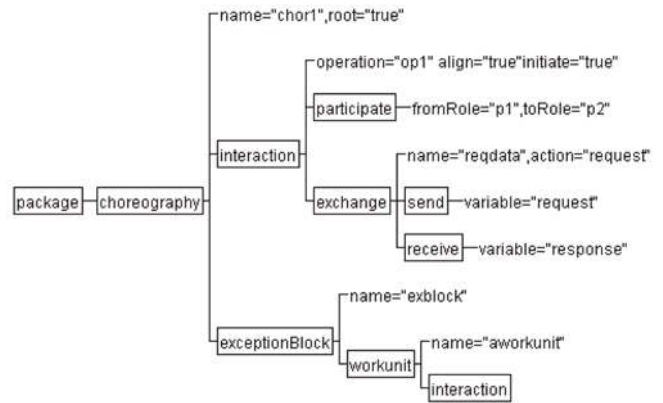 name="chor1",root="true"
operation="op1" align="true"initiate="true"
participate fromRole="p1",toRole="p2"
interaction
name="reqdata",action="request"
package choreography exchange send variable="request"
receive variable="response"
name="exblock"
exceptionBlock name="aworkunit"
workunit
interaction